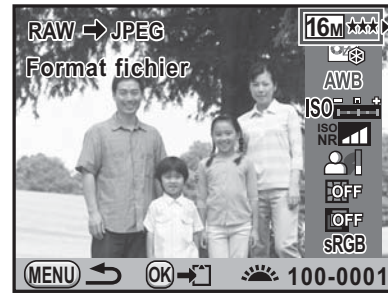 RAW → JPEG
16M ★★★
Format fichier
AWB
ISO
ISO NR
OFF
OFF
sRGB
MENU OK 100-0001